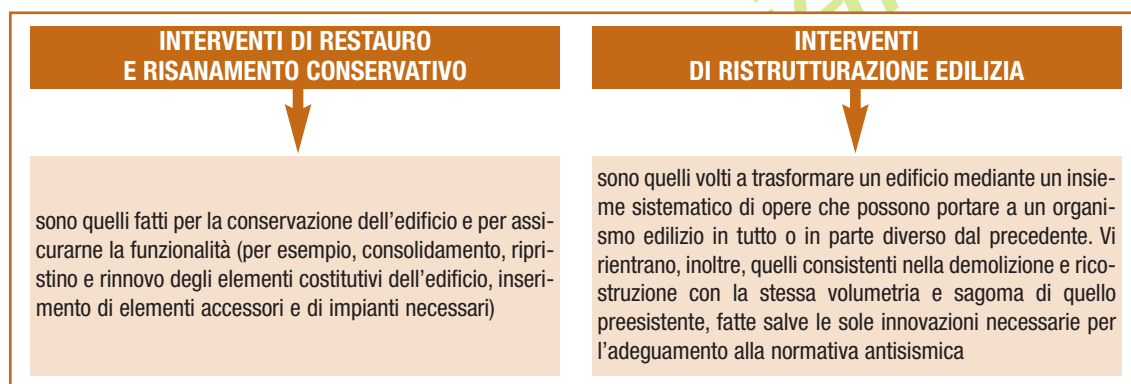 INTERVENTI DI RESTAURO
E RISANAMENTO CONSERVATIVO
sono quelli fatti per la conservazione dell'edificio e per assi-
curarne la funzionalità (per esempio, consolidamento, ripri-
stino e rinnovo degli elementi costitutivi dell'edificio, inseri-
mento di elementi accessori e di impianti necessari)
INTERVENTI
DI RISTRUTTURAZIONE EDILIZIA
sono quelli volti a trasformare un edificio mediante un insie-
me sistematico di opere che possono portare a un organi-
smo edilizio in tutto o in parte diverso dal precedente. Vi
rientrano, inoltre, quelli consistenti nella demolizione e rico-
struzione con la stessa volumetria e sagoma di quello
preesistente, fatte salve le sole innovazioni necessarie per
l'adeguamento alla normativa antisismica